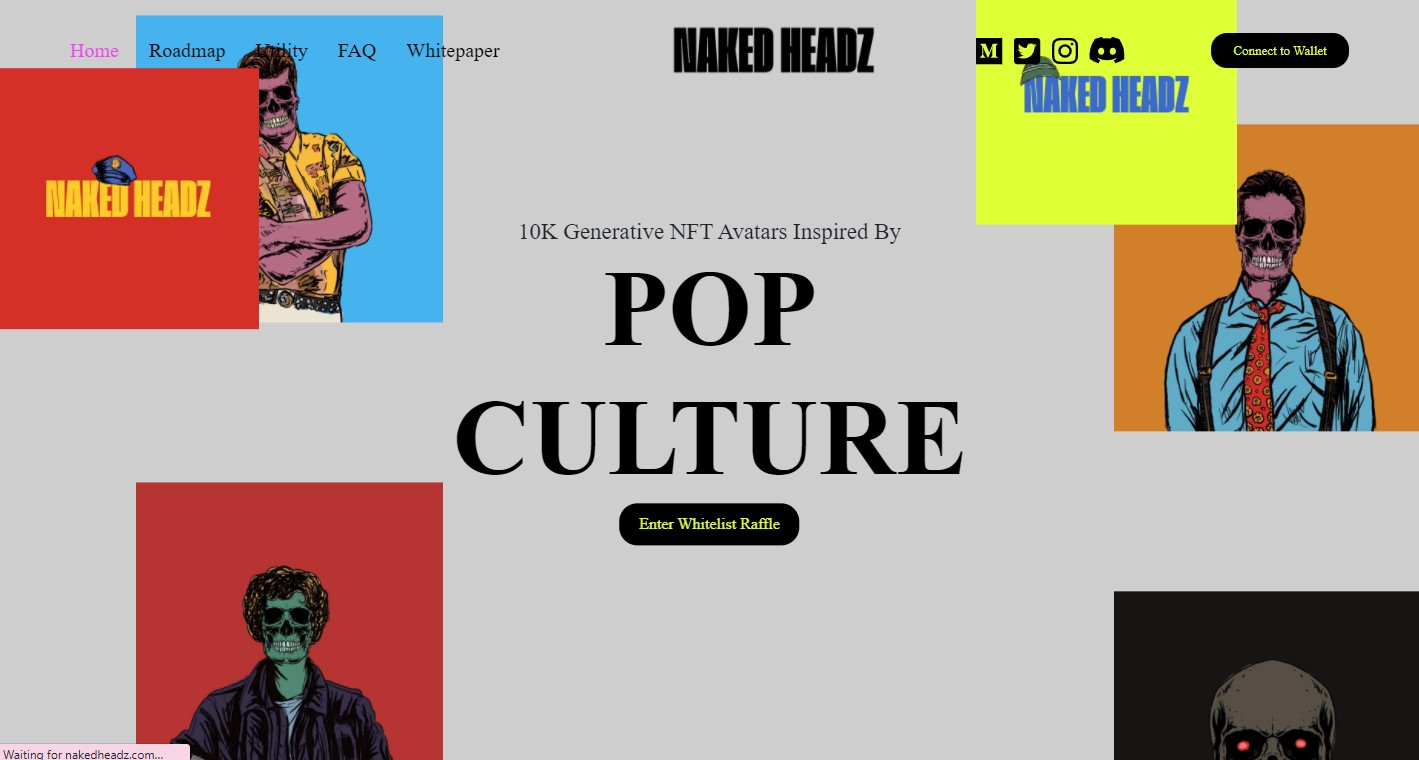 Home Roadmap Utility FAQ Whitepaper
NAKED HEADZ
M
Connect to Wallet
NAKED HEADZ
NAKED HEADZ
10K Generative NFT Avatars Inspired By
POP
CULTURE
Enter Whitelist Raffle
Waiting for nakedheadz.com...